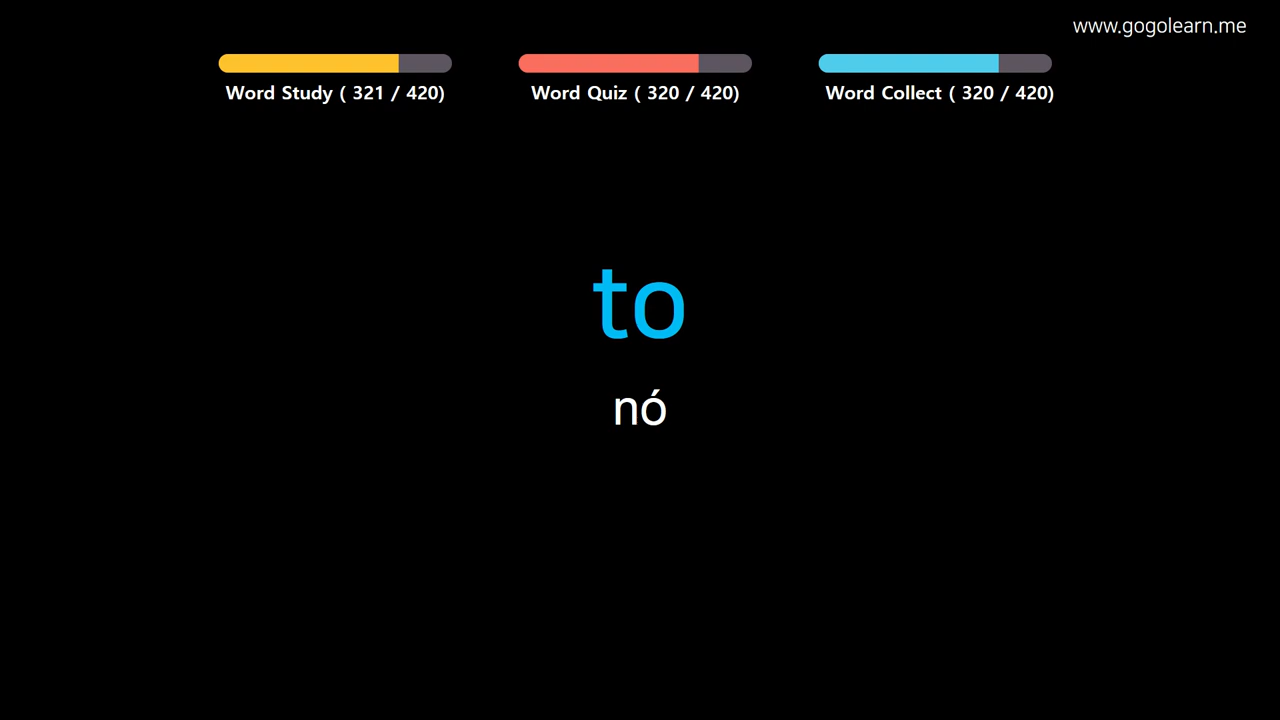 www.gogolearn.me
Word Study ( 321 / 420)
Word Quiz ( 320 / 420)
Word Collect ( 320 / 420)
to
nó